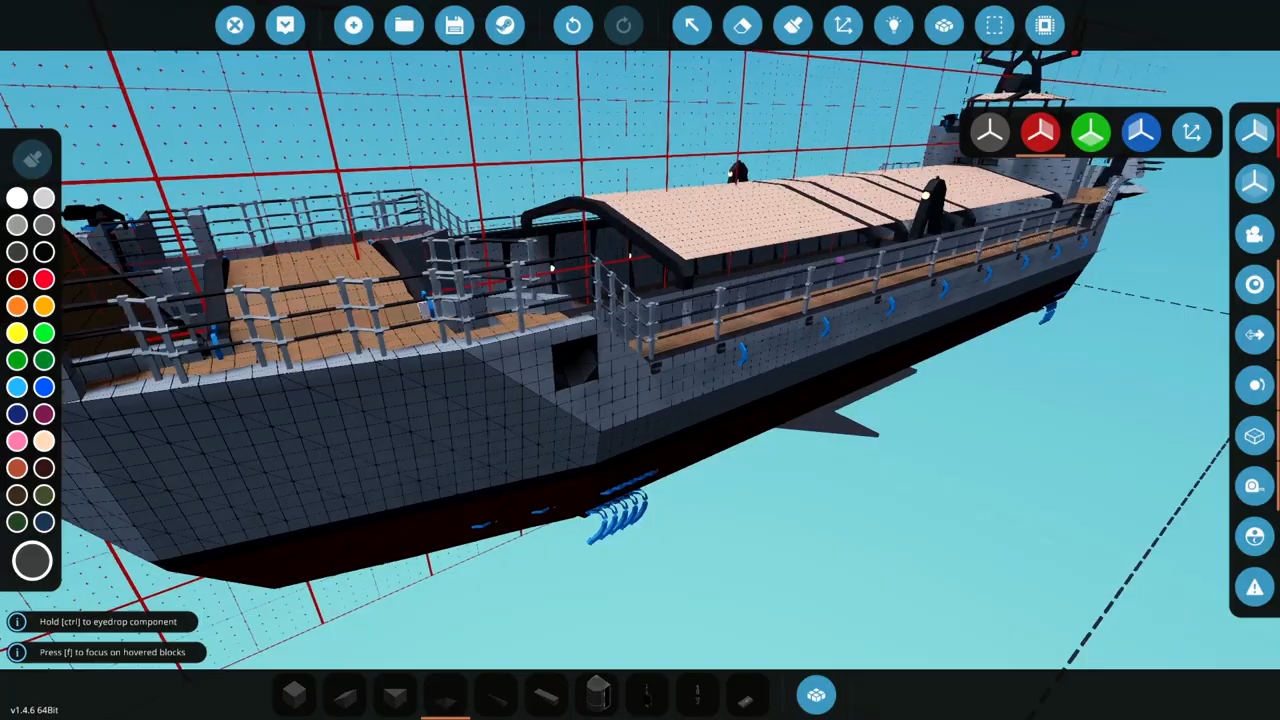 Hold [ctrl] to eyedrop component
Press [f] to focus on hovered blocks
v1.4.6 64Bit